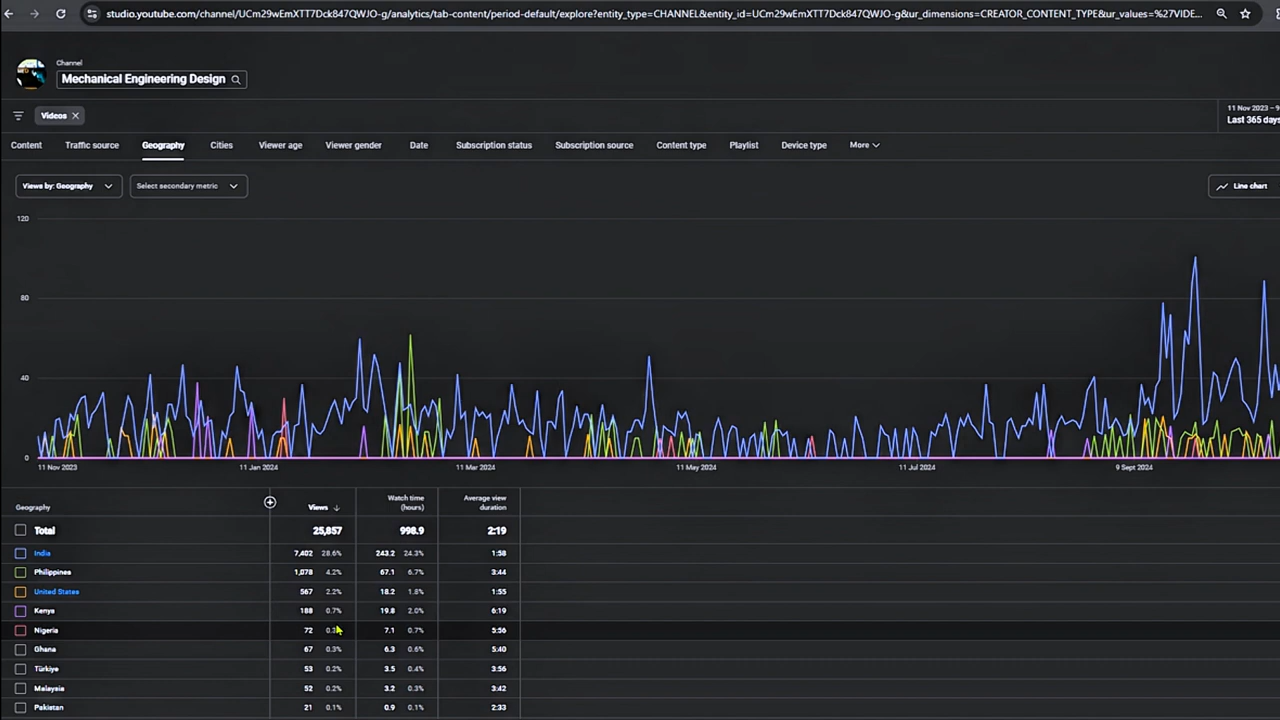 studio.youtube.com/channel/UCm29wEmXTT7Dck847QWJO-g/analytics/tab-content/period-default/explore?entity_type=CHANNEL&entity_id=UCm29wEmXTT7Dck847QWJO-g&ur_dimensions=CREATOR_CONTENT_TYPE&ur_values=%27VIDE...
Channel
Mechanical Engineering Design
Videos
11 Nov 2023 – 9
Last 365 days
Content Traffic source Geography Cities Viewer age Viewer gender Date Subscription status Subscription source Content type Playlist Device type More
Views by: Geography Select secondary metric Line chart
120
80
40
0
11 Nov 2023 11 Jan 2024 11 Mar 2024 11 May 2024 11 Jul 2024 9 Sept 2024
Geography Views Watch time (hours) Average view duration
Total 25,857 998.9 2:19
India 7,402 28.6% 243.2 24.3% 1:58
Philippines 1,078 4.2% 67.1 6.7% 3:44
United States 567 2.2% 18.2 1.8% 1:55
Kenya 188 0.7% 19.8 2.0% 6:19
Nigeria 72 7.1 0.7% 5:56
Ghana 67 0.3% 6.3 0.6% 5:40
Türkiye 53 0.2% 3.5 0.4% 3:56
Malaysia 52 0.2% 3.2 0.3% 3:42
Pakistan 21 0.1% 0.9 0.1% 2:33